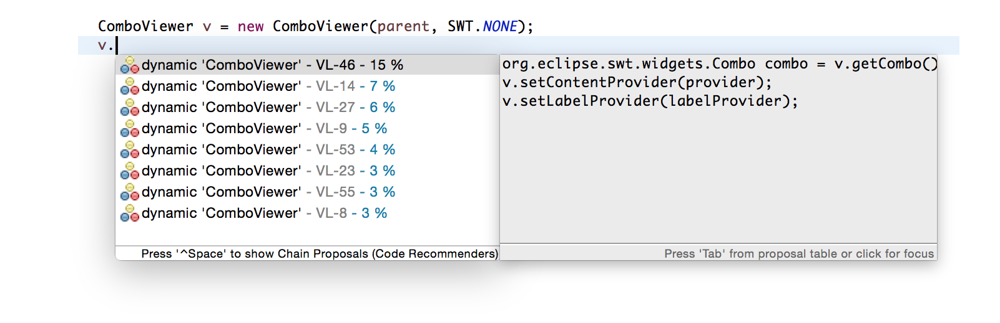 ComboViewer v = new ComboViewer(parent, SWT.NONE);
v.
dynamic 'ComboViewer' - VL-46 - 15 %
dynamic 'ComboViewer' - VL-14 - 7 %
dynamic 'ComboViewer' - VL-27 - 6 %
dynamic 'ComboViewer' - VL-9 - 5 %
dynamic 'ComboViewer' - VL-53 - 4 %
dynamic 'ComboViewer' - VL-23 - 3 %
dynamic 'ComboViewer' - VL-55 - 3 %
dynamic 'ComboViewer' - VL-8 - 3 %
Press '^Space' to show Chain Proposals (Code Recommenders)
org.eclipse.swt.widgets.Combo combo = v.getCombo()
v.setContentProvider(provider);
v.setLabelProvider(labelProvider);
Press 'Tab' from proposal table or click for focus